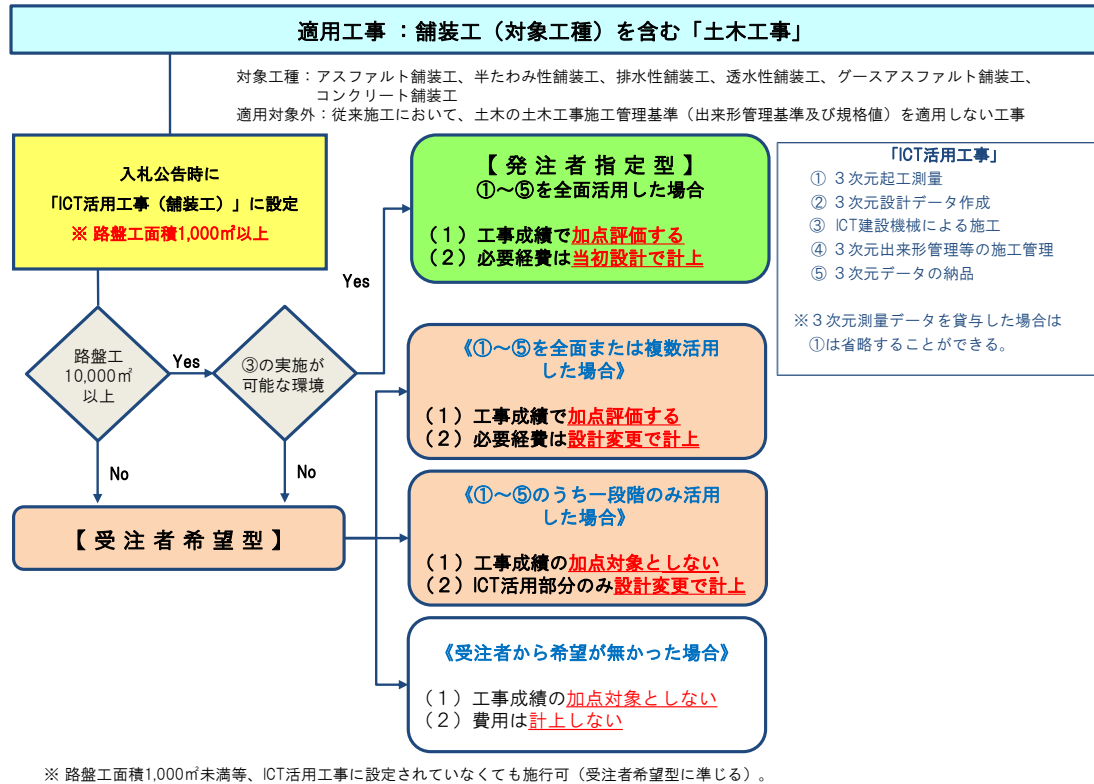 適用工事 ：舗装工（対象工種）を含む「土木工事」
対象工種：アスファルト舗装工、半たわみ性舗装工、排水性舗装工、透水性舗装工、グースアスファルト舗装工、
コンクリート舗装工
適用対象外：従来施工において、土木の土木工事施工管理基準（出来形管理基準及び規格値）を適用しない工事
入札公告時に
「ICT活用工事（舗装工）」に設定
※ 路盤工面積1,000㎡以上
路盤工
10,000㎡
以上
Yes
No
③の実施が
可能な環境
Yes
No
【 受 注 者 希 望 型 】
【 発 注 者 指 定 型 】
①～⑤を全面活用した場合
（１）工事成績で加点評価する
（２）必要経費は当初設計で計上
《①～⑤を全面または複数活用
した場合》
（１）工事成績で加点評価する
（２）必要経費は設計変更で計上
《①～⑤のうち一段階のみ活用
した場合》
（１）工事成績の加点対象としない
（２）ICT活用部分のみ設計変更で計上
《受注者から希望が無かった場合》
（１）工事成績の加点対象としない
（２）費用は計上しない
「ICT活用工事」
① ３次元起工測量
② ３次元設計データ作成
③ ICT建設機械による施工
④ ３次元出来形管理等の施工管理
⑤ ３次元データの納品
※３次元測量データを貸与した場合は
①は省略することができる。
※ 路盤工面積1,000㎡未満等、ICT活用工事に設定されていなくても施行可（受注者希望型に準じる）。